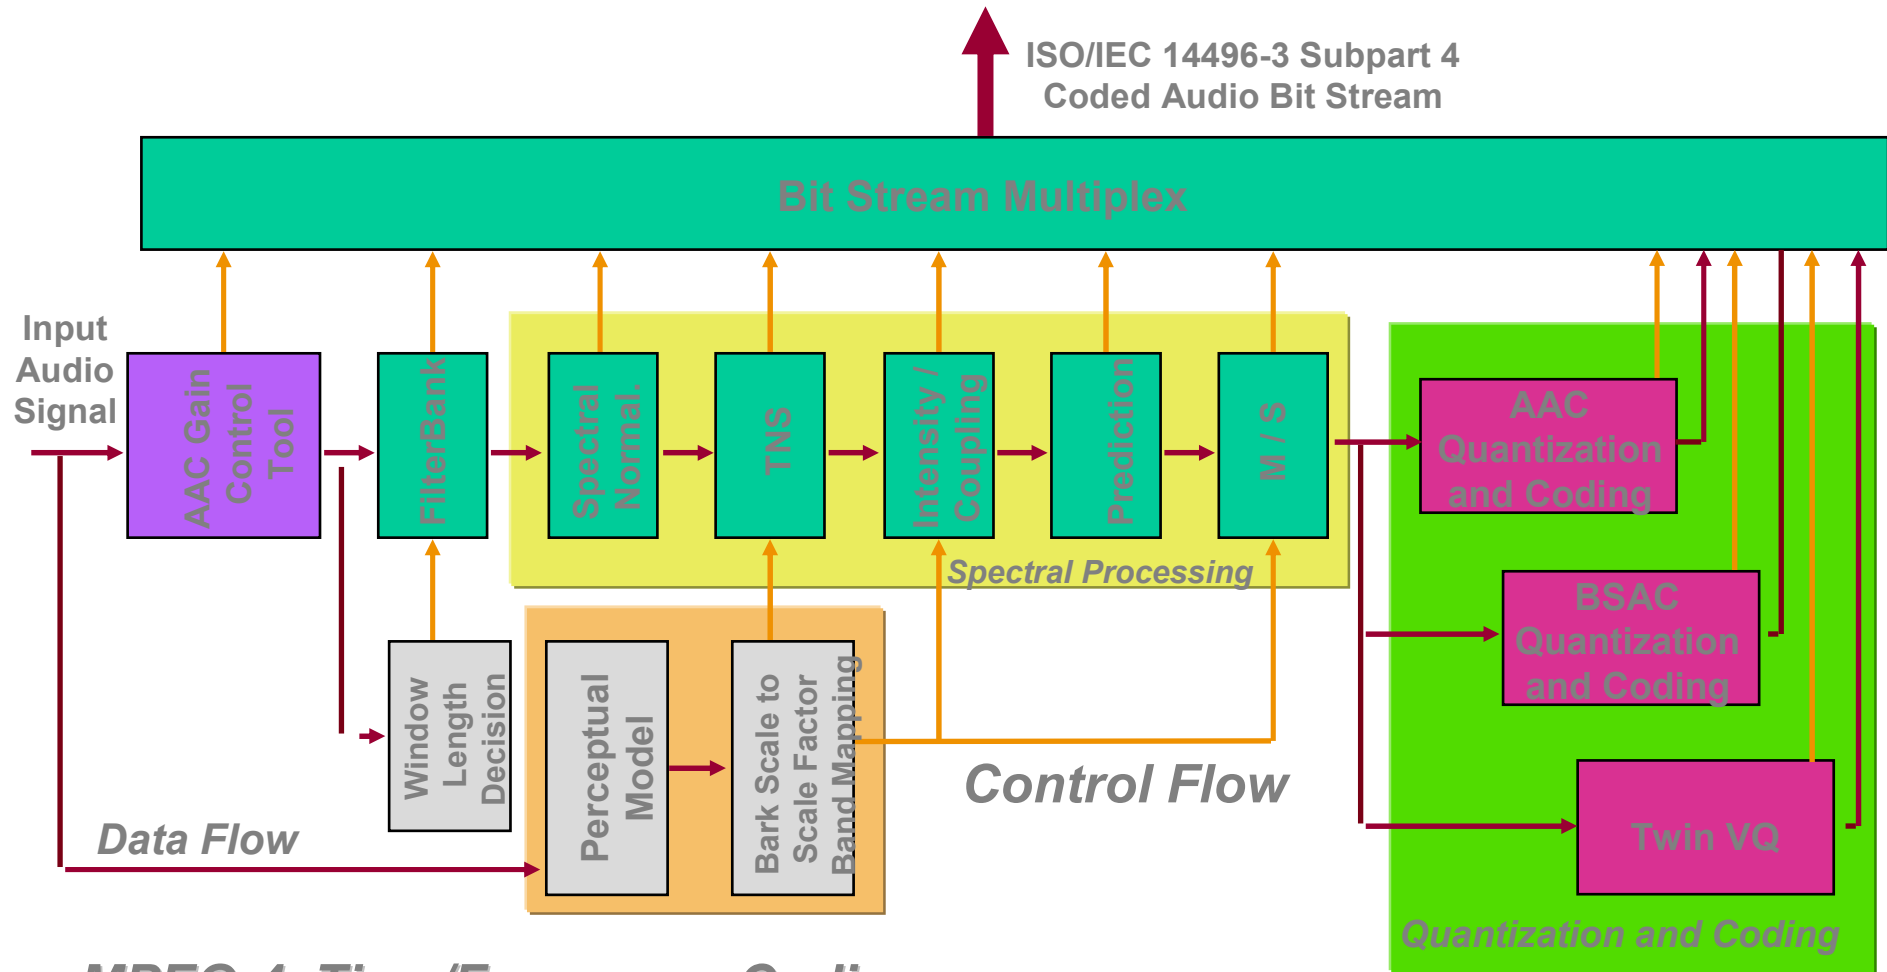 ISO/IEC 14496-3 Subpart 4
Coded Audio Bit Stream
Bit Stream Multiplex
Input
Audio
Signal
AAC Gain
Control
Tool
FilterBank
Spectral
Normal.
TNS
Intensity /
Coupling
Prediction
M / S
Spectral Processing
AAC
Quantization
and Coding
BSAC
Quantization
and Coding
Twin VQ
Quantization and Coding
Window
Length
Decision
Perceptual
Model
Bark Scale to
Scale Factor
Band Mapping
Control Flow
Data Flow